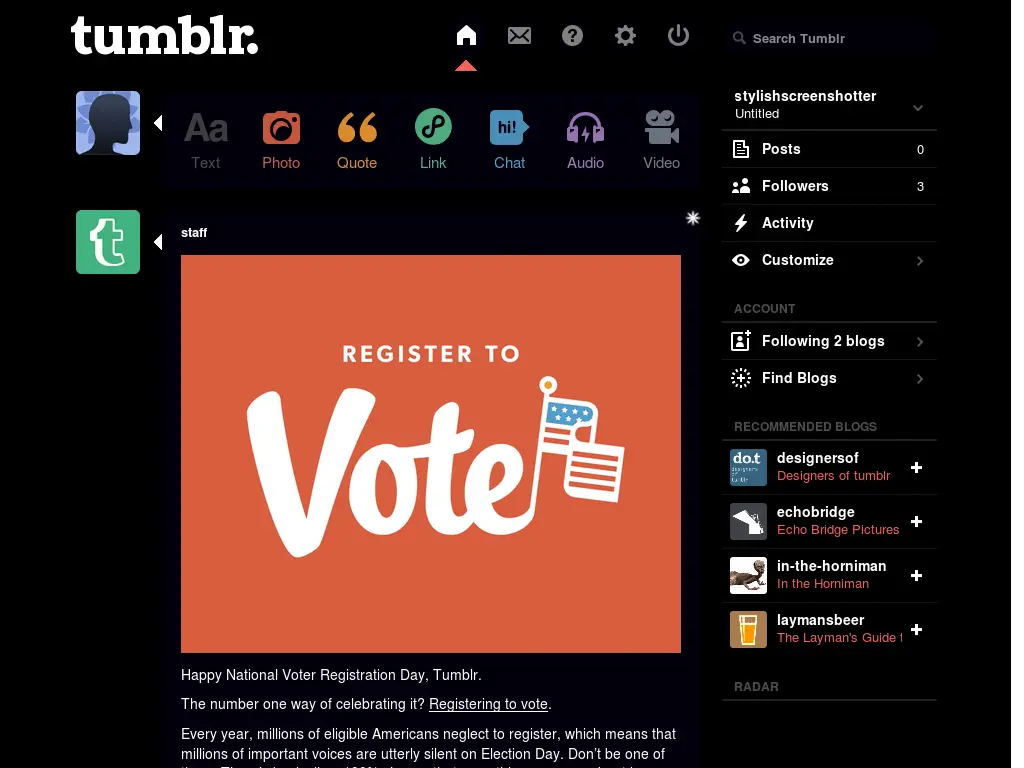 tumblr.
Search Tumblr
Aa
Text
Photo
Quote
Link
hi!
Chat
Audio
Video
staff
REGISTER TO
Vote
Happy National Voter Registration Day, Tumblr.
The number one way of celebrating it? Registering to vote.
Every year, millions of eligible Americans neglect to register, which means that
millions of important voices are utterly silent on Election Day. Don't be one of
stylishscreenshotter
Untitled
Posts 0
Followers 3
Activity
Customize
ACCOUNT
Following 2 blogs
Find Blogs
RECOMMENDED BLOGS
do.t
designers
of
tumblr
designersof
Designers of tumblr
echobridge
Echo Bridge Pictures
in-the-horniman
In the Horniman
laymansbeer
The Layman's Guide
RADAR